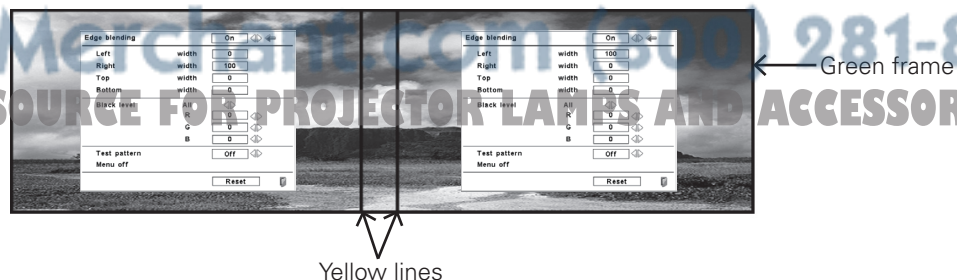 Merchant.com (800) 281-8
SOURCE FOR PROJECTOR LAMPS AND ACCESSOR
Edge blending On
Left width 0
Right width 100
Top width 0
Bottom width 0
Black level All
R 0
G 0
B 0
Test pattern Off
Menu off
Reset
Edge blending On
Left width 100
Right width 0
Top width 0
Bottom width 0
Black level All
R 0
G 0
B 0
Test pattern Off
Menu off
Reset
Green frame
Yellow lines